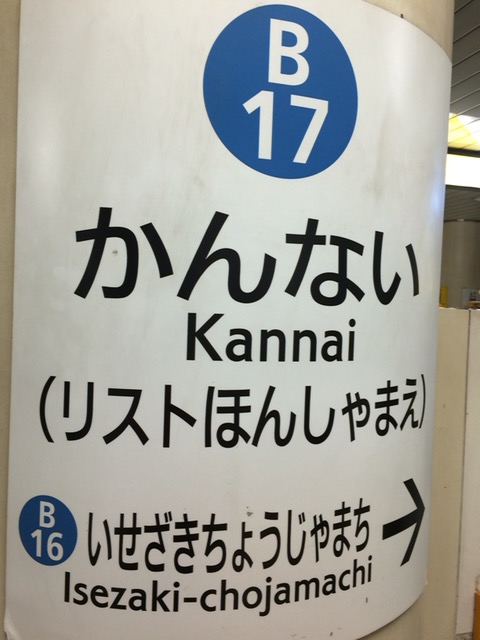 B
17
かんない
Kannai
(リストほんしゃまえ)
B
16
いせざきちょうじゃまち →
Isezaki-chojamachi